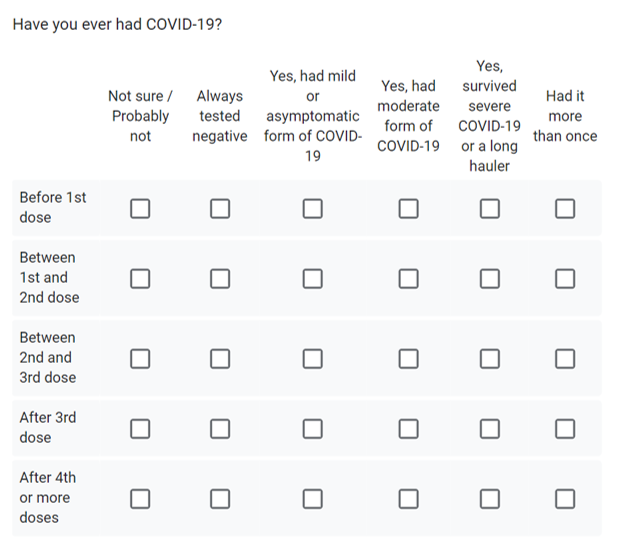 Have you ever had COVID-19?
Not sure /
Probably
not
Always
tested
negative
Yes, had mild
or
asymptomatic
form of COVID-
19
Yes, had
moderate
form of
COVID-19
Yes,
survived
severe
COVID-19
or a long
hauler
Had it
more
than once
Before 1st
dose
Between
1st and
2nd dose
Between
2nd and
3rd dose
After 3rd
dose
After 4th
or more
doses